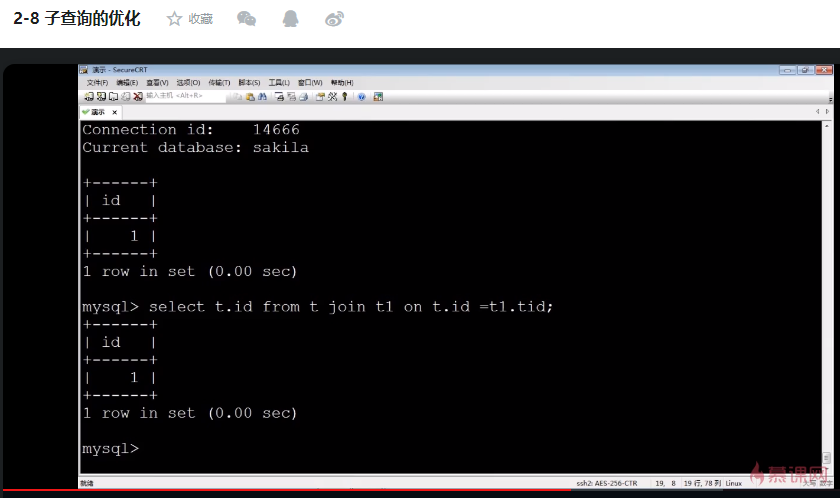 2-8 子查询的优化
收藏
演示 - SecureCRT
文件(F) 编辑(E) 查看(V) 选项(O) 传输(T) 脚本(S) 工具(L) 窗口(W) 帮助(H)
输入主机 <Alt+R>
演示
Connection id:    14666
Current database: sakila
+------+
| id   |
+------+
|    1 |
+------+
1 row in set (0.00 sec)
mysql> select t.id from t join t1 on t.id =t1.tid;
+------+
| id   |
+------+
|    1 |
+------+
1 row in set (0.00 sec)
mysql>
就绪 ssh2: AES-256-CTR 19, 8 19 行, 78 列 Linux 大写 数字
慕课网